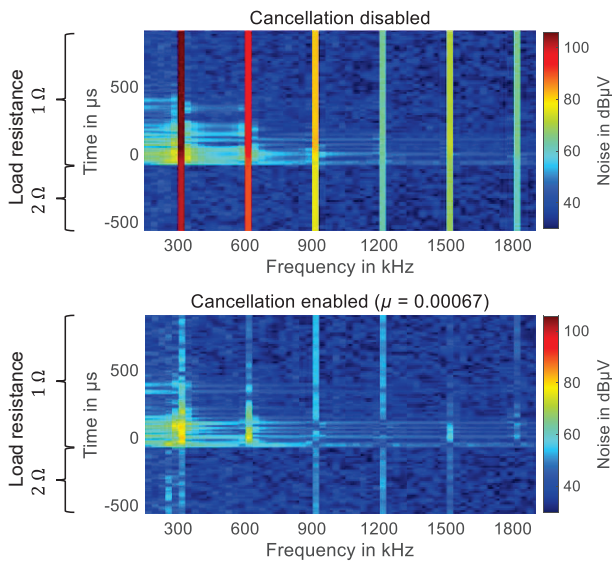 Cancellation disabled
Load resistance
1 Ω
2 Ω
Time in µs
500
0
-500
300 600 900 1200 1500 1800
Frequency in kHz
100
80
60
40
Noise in dBµV
Cancellation enabled (µ = 0.00067)
Load resistance
1 Ω
2 Ω
Time in µs
500
0
-500
300 600 900 1200 1500 1800
Frequency in kHz
100
80
60
40
Noise in dBµV